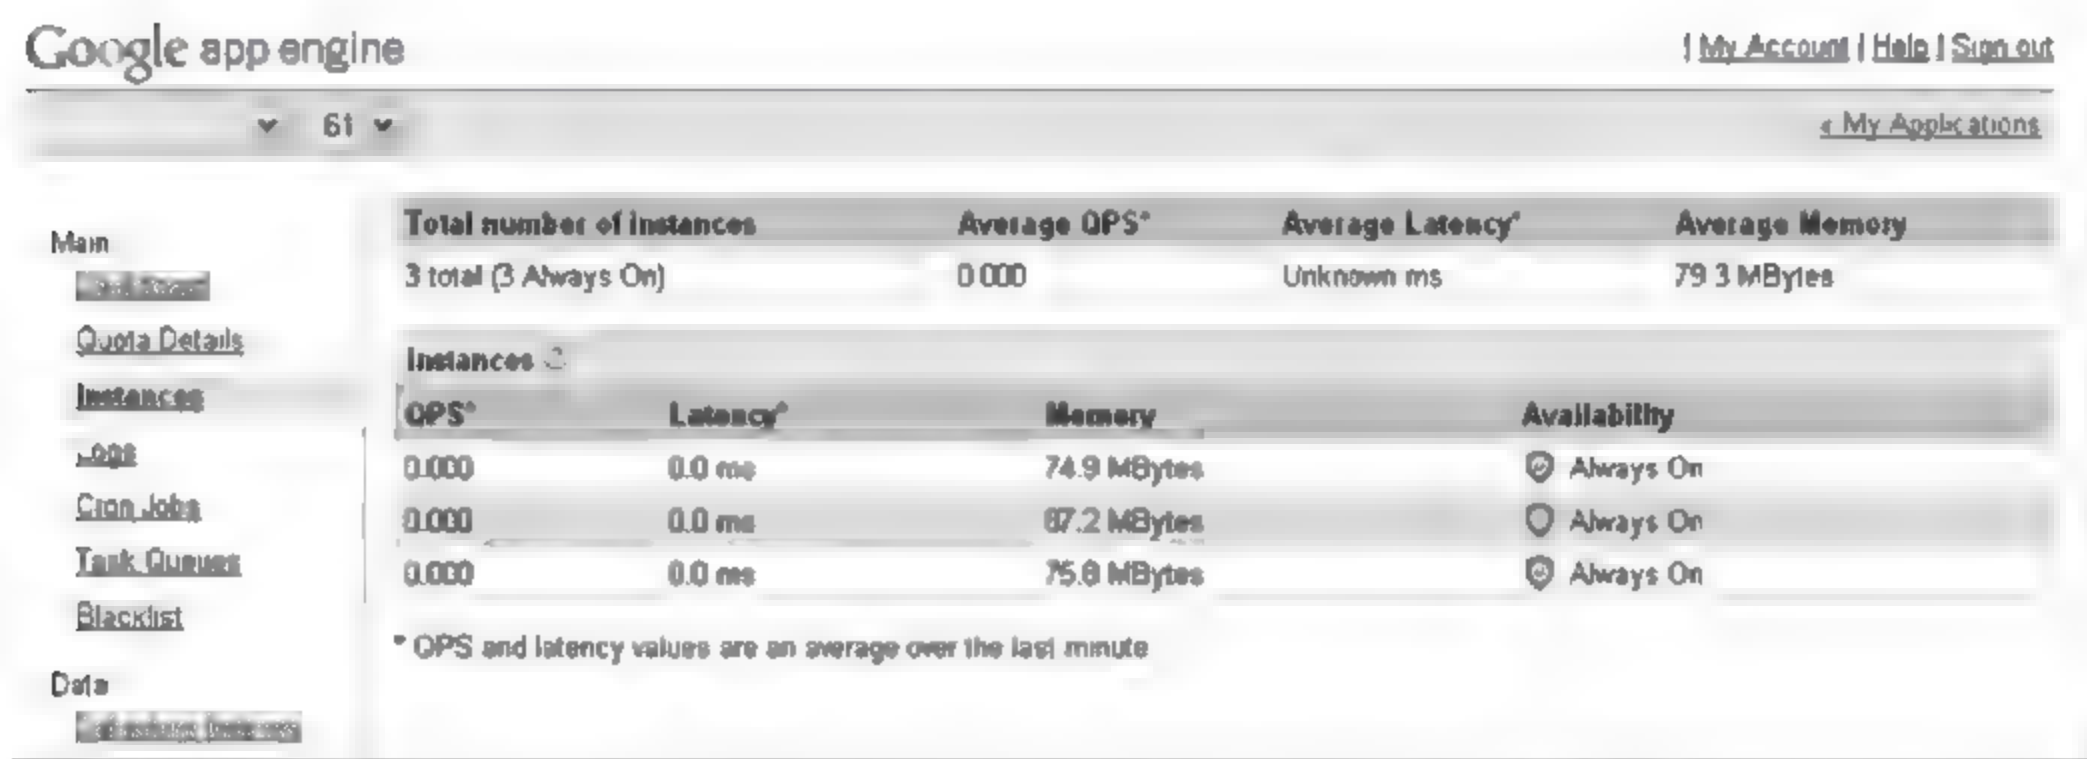 Google app engine
| My Account | Help | Sign out
61
« My Applications
Main
Quota Details
Instances
Logs
Cron Jobs
Task Queues
Blacklist
Data
Total number of Instances Average QPS* Average Latency* Average Memory
3 total (3 Always On) 0.000 Unknown ms 79.3 MBytes
Instances
QPS* Latency* Memory Availability
0.000 0.0 ms 74.9 MBytes Always On
0.000 0.0 ms 87.2 MBytes Always On
0.000 0.0 ms 75.8 MBytes Always On
* QPS and latency values are an average over the last minute